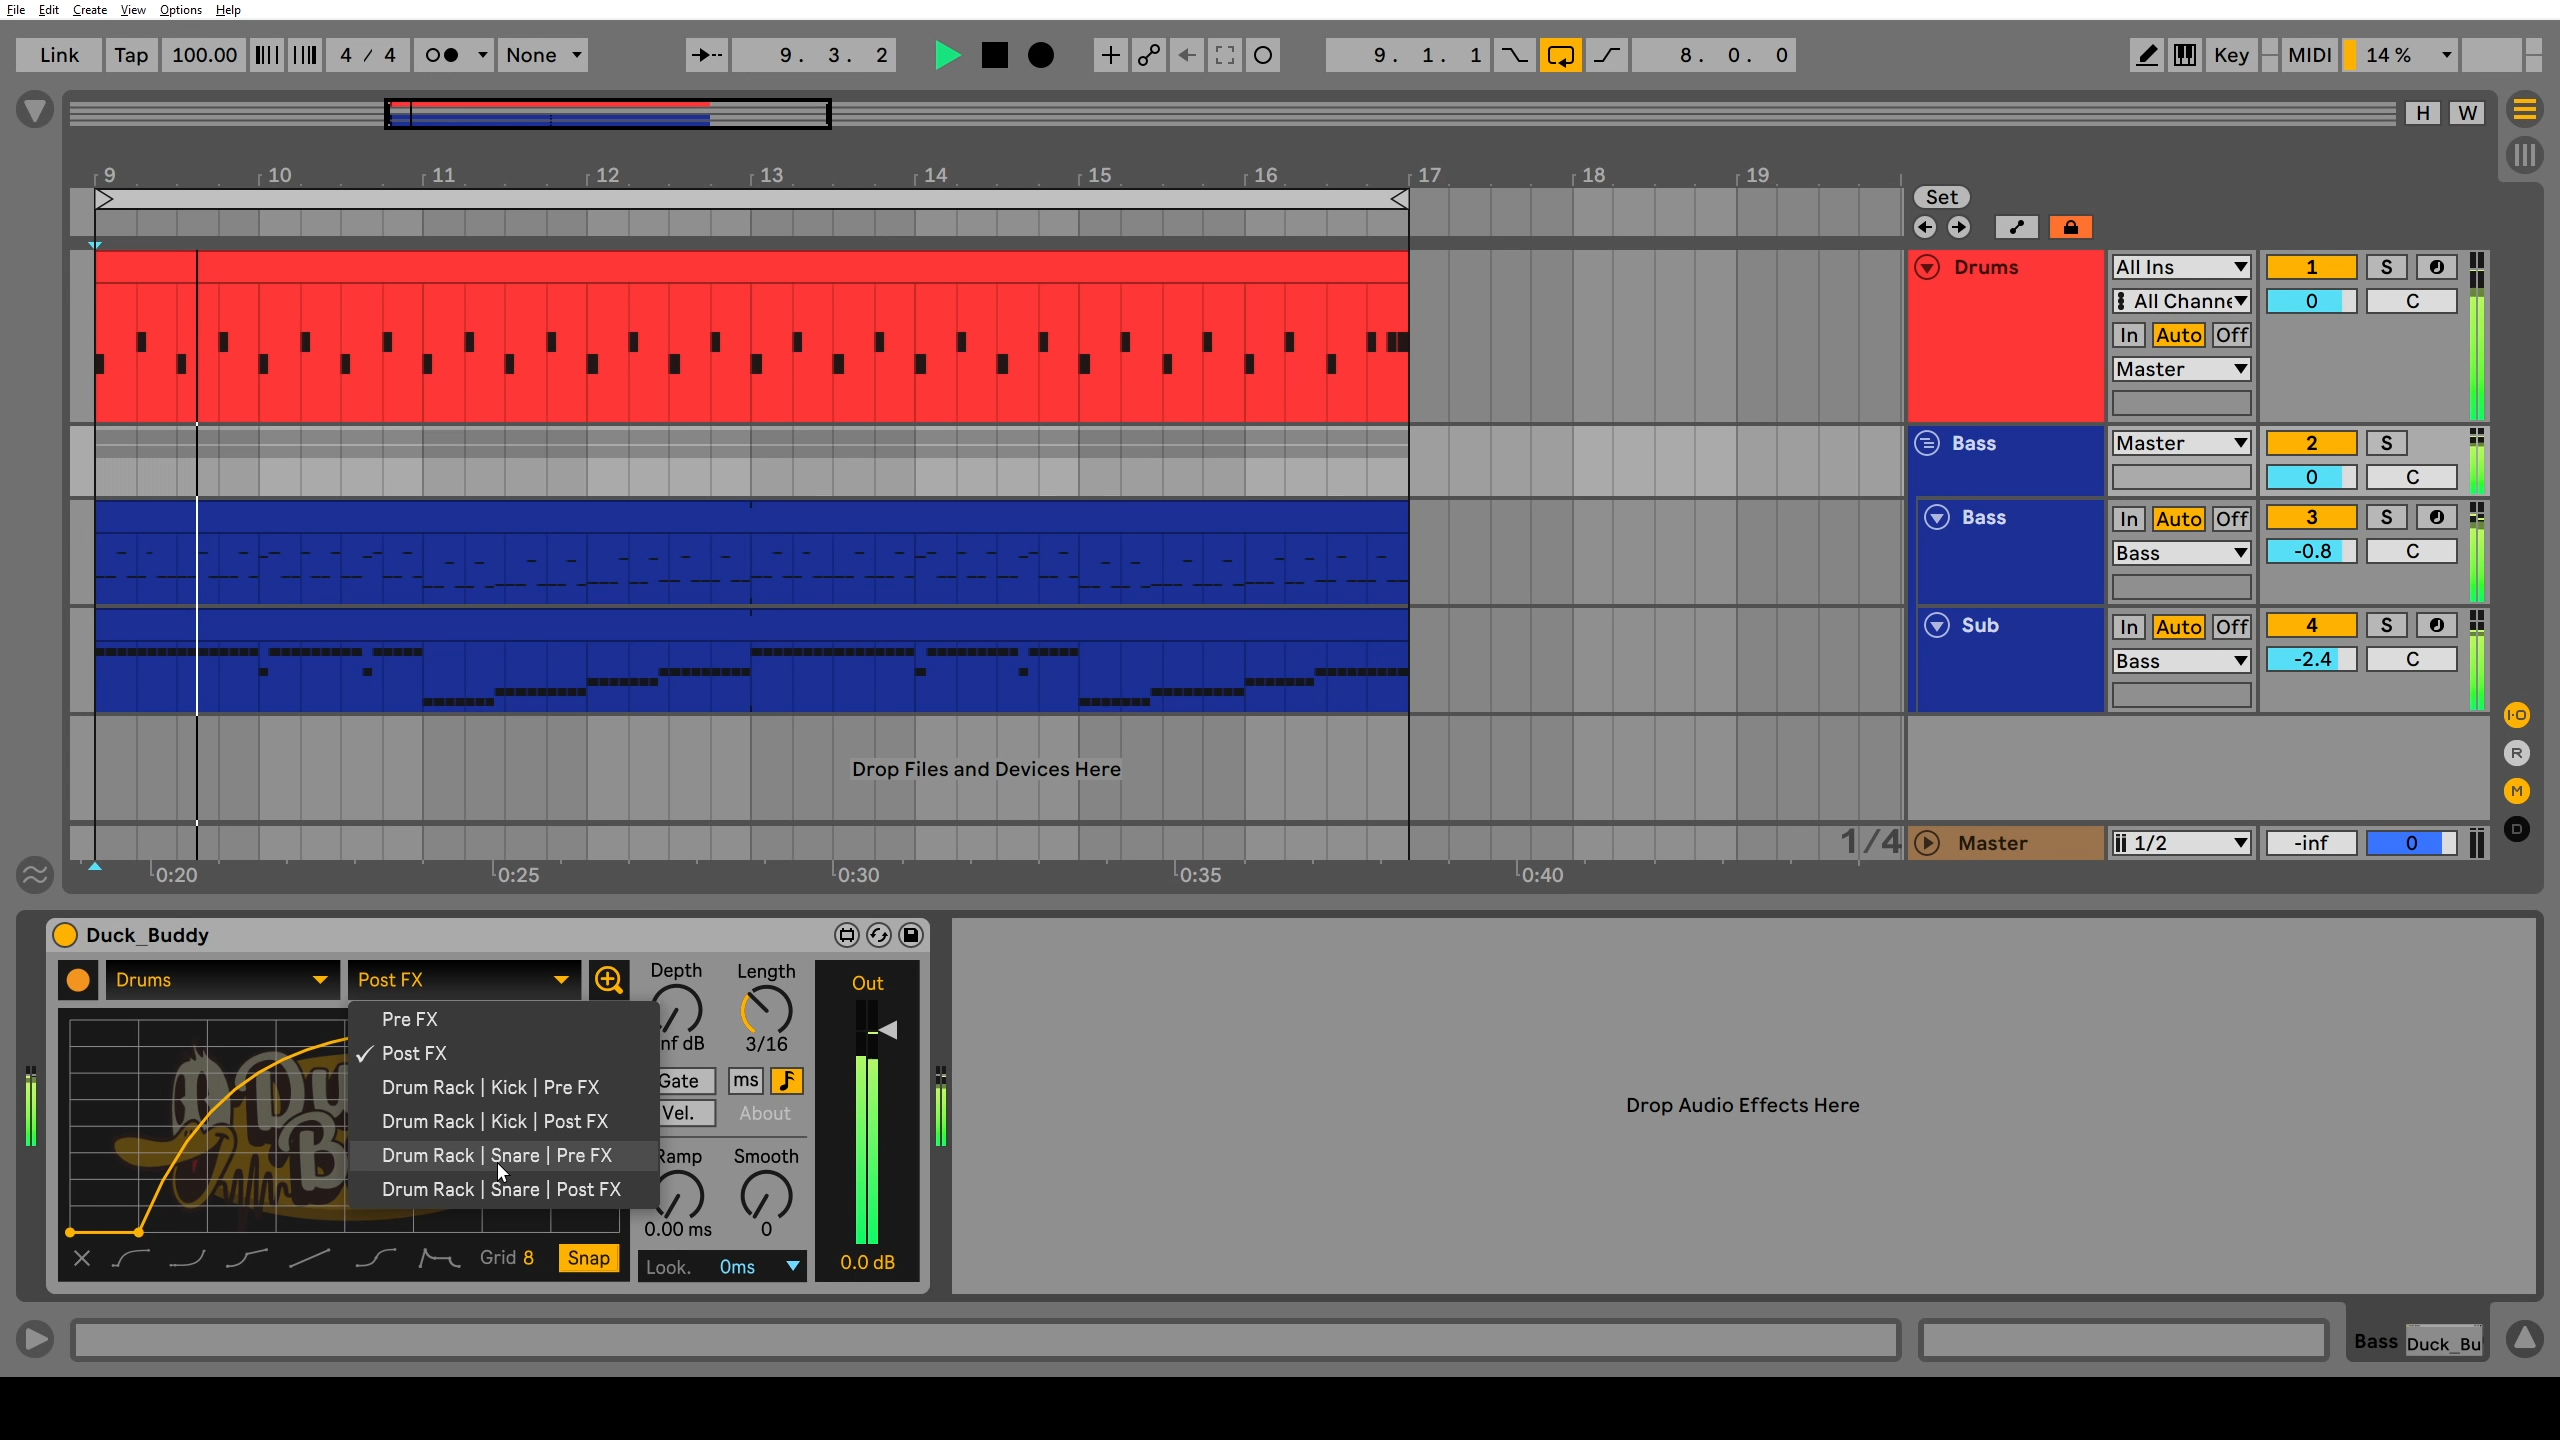 File Edit Create View Options Help
Link Tap 100.00 4 / 4 None 9. 3. 2 9. 1. 1 8. 0. 0 Key MIDI 14 %
H W
9 10 11 12 13 14 15 16 17 18 19
Set
Drums All Ins 1 S
All Channe 0 C
In Auto Off
Master
Bass Master 2 S
0 C
Bass In Auto Off 3 S
Bass -0.8 C
Sub In Auto Off 4 S
Bass -2.4 C
I·O
R
M
D
Drop Files and Devices Here
1/4 Master 1/2 -inf 0
0:20 0:25 0:30 0:35 0:40
Duck_Buddy
Drums Post FX Depth Length Out
Pre FX
Post FX
Drum Rack | Kick | Pre FX
Drum Rack | Kick | Post FX
Drum Rack | Snare | Pre FX
Drum Rack | Snare | Post FX
nf dB 3/16
Gate ms
Vel. About
Ramp Smooth
0.00 ms 0
Grid 8 Snap Look. 0ms 0.0 dB
Drop Audio Effects Here
Bass Duck_Bu